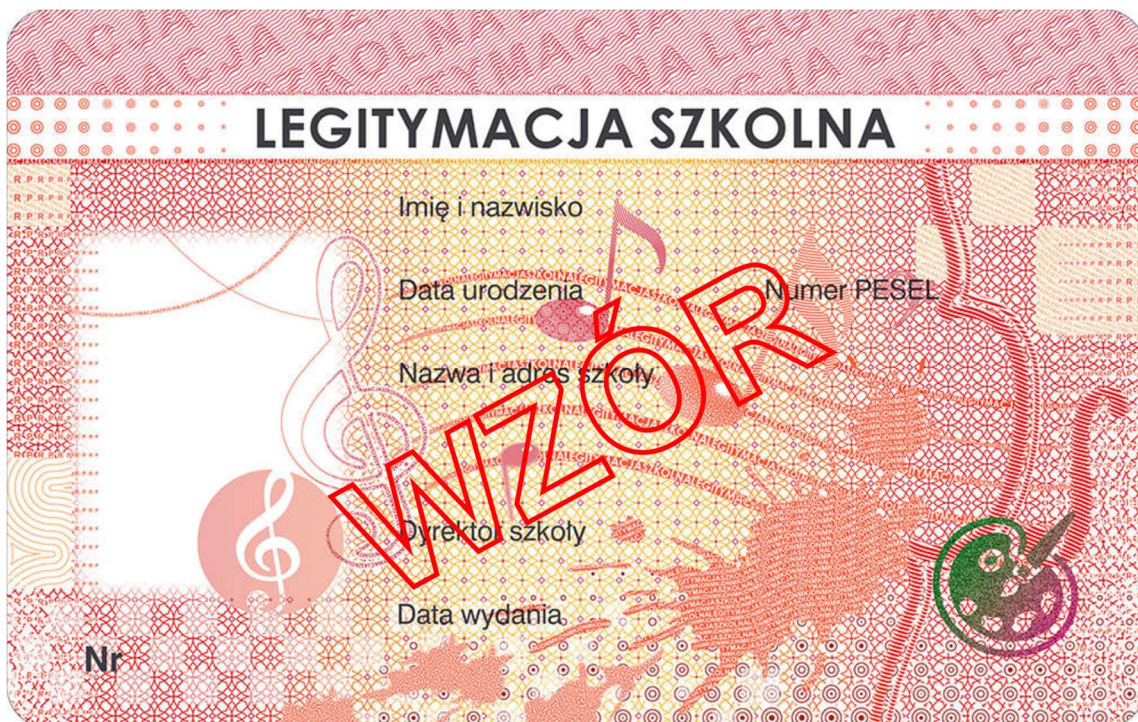 LEGITYMACJA SZKOLNA
Imię i nazwisko
Data urodzenia
Numer PESEL
Nazwa i adres szkoły
WZÓR
Dyrektor szkoły
Data wydania
Nr